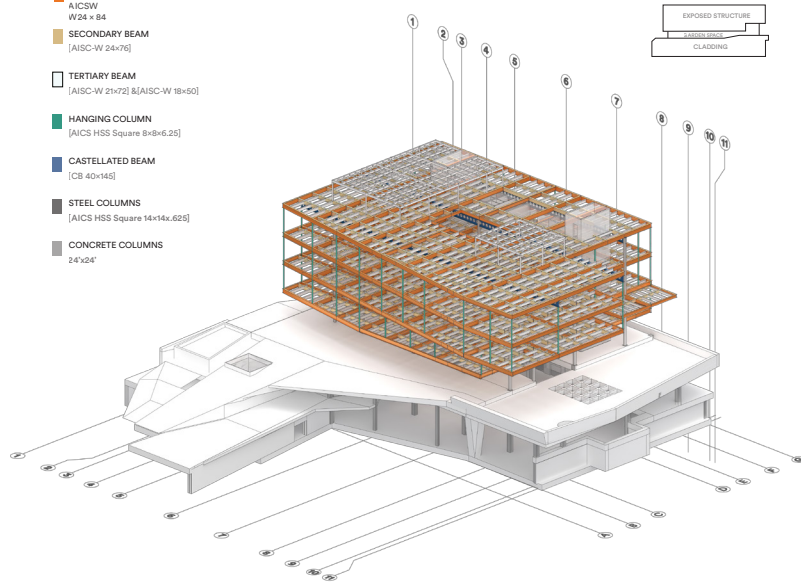 AICSW
W24 × 84
SECONDARY BEAM
[AISC-W 24×76]
TERTIARY BEAM
[AISC-W 21×72] &[AISC-W 18×50]
HANGING COLUMN
[AICS HSS Square 8×8×6.25]
CASTELLATED BEAM
[CB 40×145]
STEEL COLUMNS
[AICS HSS Square 14×14x.625]
CONCRETE COLUMNS
24'x24'
EXPOSED STRUCTURE
GARDEN SPACE
CLADDING
1
2
3
4
5
6
7
8
9
10
11